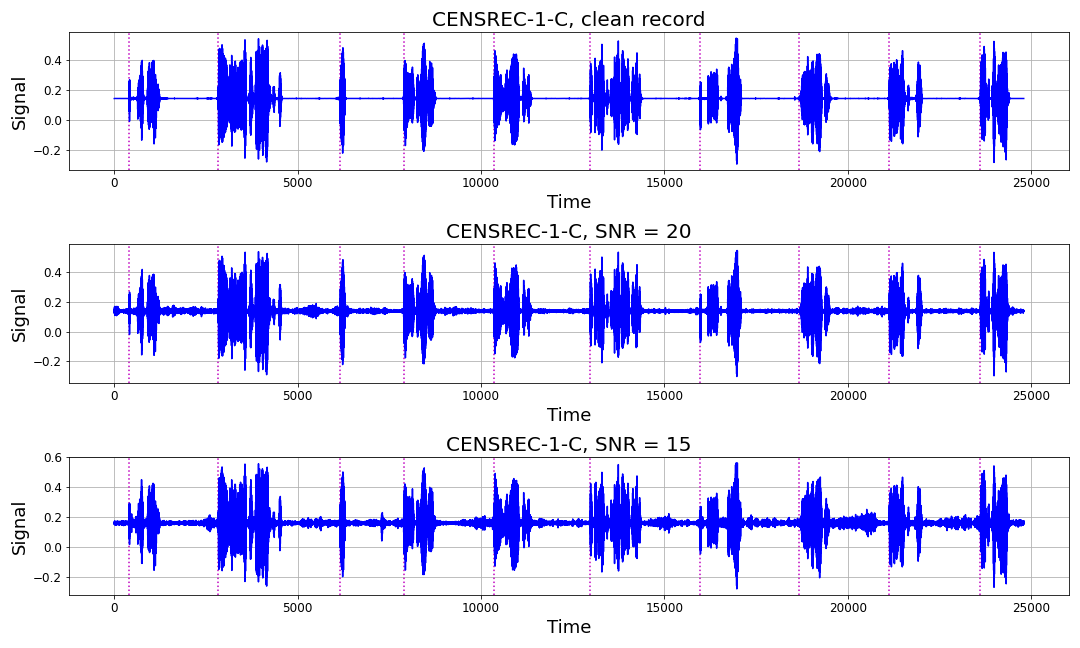 CENSREC-1-C, clean record
Signal
0.4
0.2
0.0
−0.2
0 5000 10000 15000 20000 25000
Time
CENSREC-1-C, SNR = 20
Signal
0.4
0.2
0.0
−0.2
0 5000 10000 15000 20000 25000
Time
CENSREC-1-C, SNR = 15
Signal
0.6
0.4
0.2
0.0
−0.2
0 5000 10000 15000 20000 25000
Time